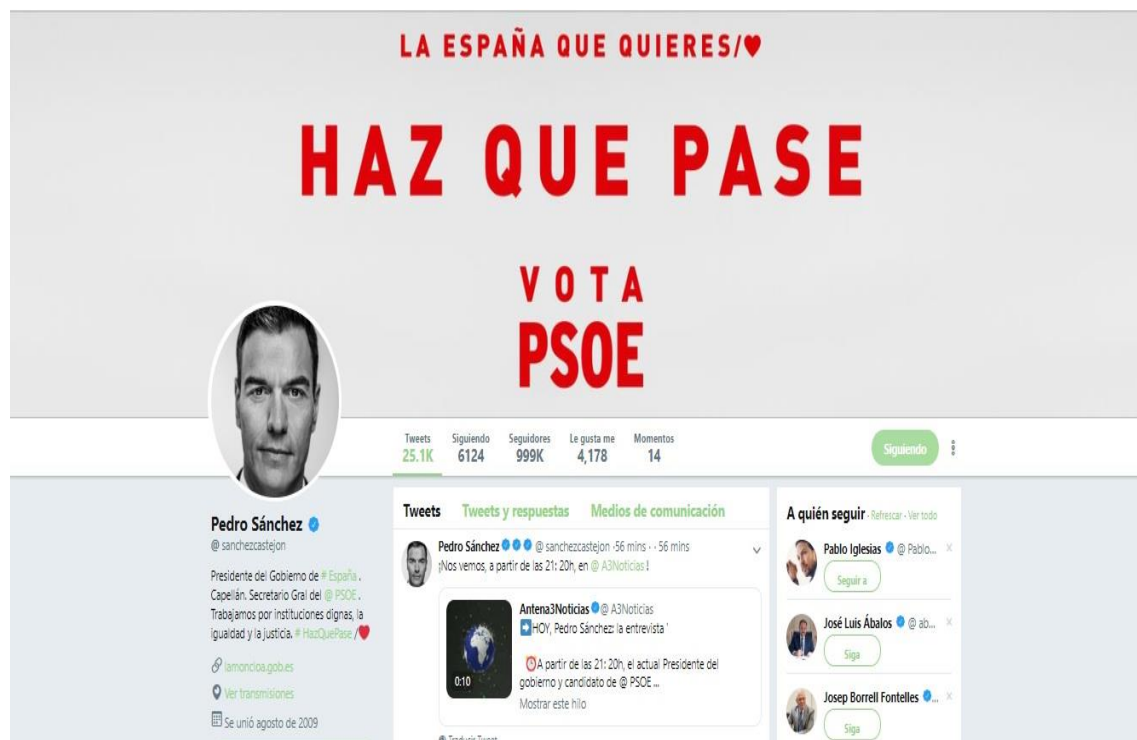 LA ESPAÑA QUE QUIERES/♥
HAZ QUE PASE
VOTA
PSOE
Tweets Siguiendo Seguidores Le gusta me Momentos
25.1K 6124 999K 4,178 14
Siguiendo
Pedro Sánchez
@ sanchezcastejon
Presidente del Gobierno de # España .
Capellán. Secretario Gral del @ PSOE .
Trabajamos por instituciones dignas, la
igualdad y la justicia. # HazQuePase /❤
lamoncloa.gob.es
Ver transmisiones
Se unió agosto de 2009
Tweets Tweets y respuestas Medios de comunicación
Pedro Sánchez @ sanchezcastejon ·56 mins · · 56 mins
¡Nos vemos, a partir de las 21: 20h, en @ A3Noticias !
Antena3Noticias @ A3Noticias
➡HOY, Pedro Sánchez: la entrevista '
⏰A partir de las 21: 20h, el actual Presidente del
gobierno y candidato de @ PSOE ...
Mostrar este hilo
0:10
A quién seguir · Refrescar · Ver todo
Pablo Iglesias @ Pablo...
Seguir a
José Luis Ábalos @ ab...
Siga
Josep Borrell Fontelles ...
Siga